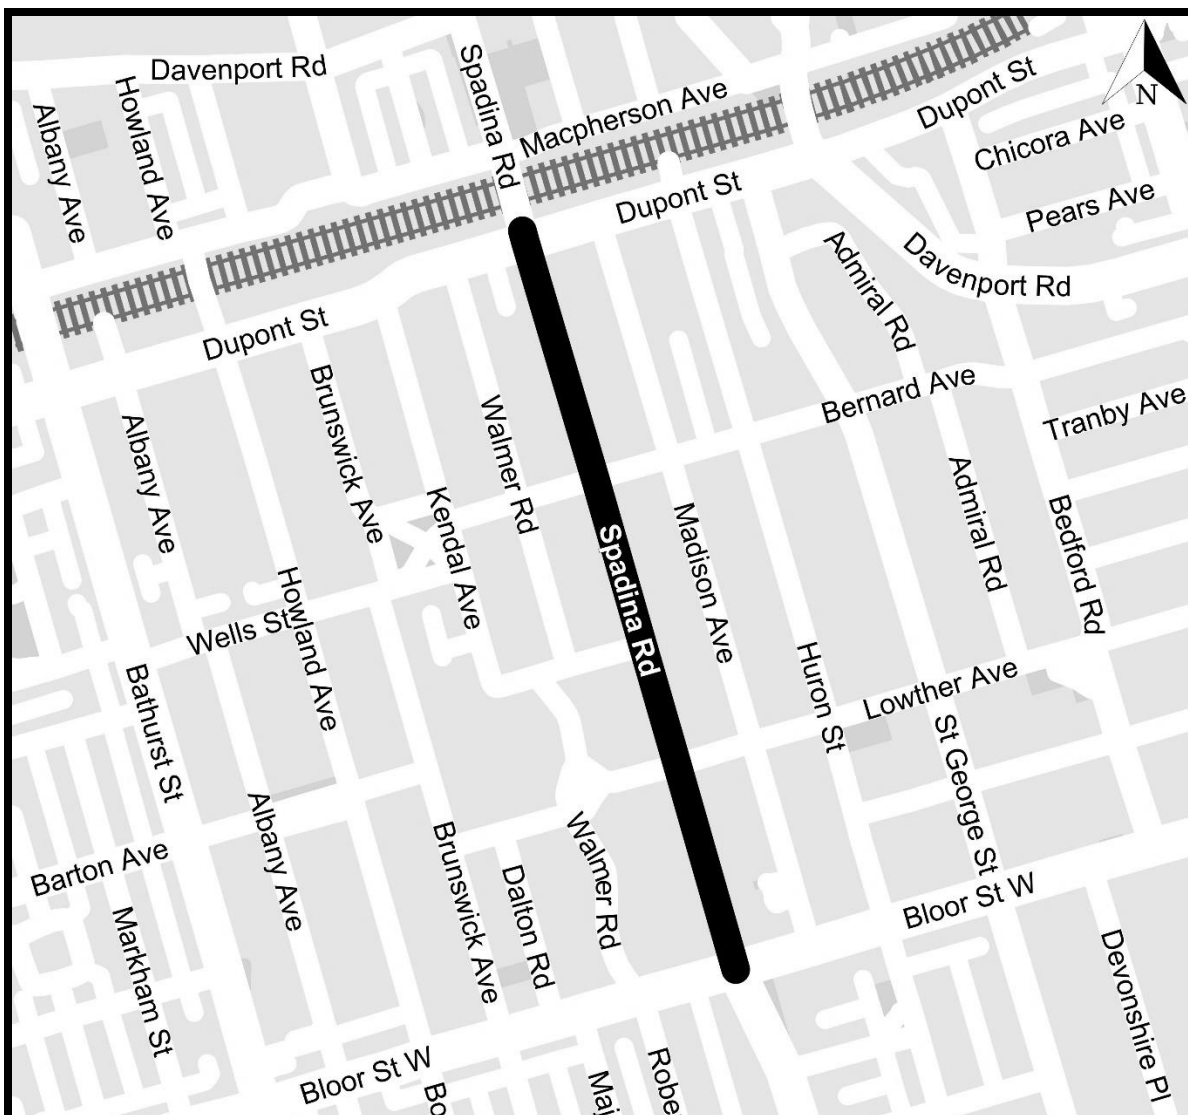 Davenport Rd
Spadina Rd
Macpherson Ave
Dupont St
N
Albany Ave
Howland Ave
Chicora Ave
Pears Ave
Dupont St
Admiral Rd
Davenport Rd
Dupont St
Bernard Ave
Tranby Ave
Albany Ave
Brunswick Ave
Walmer Rd
Kendal Ave
Spadina Rd
Madison Ave
Admiral Rd
Bedford Rd
Wells St
Howland Ave
Huron St
Lowther Ave
Bathurst St
St George St
Albany Ave
Barton Ave
Brunswick Ave
Dalton Rd
Walmer Rd
Bloor St W
Markham St
Devonshire Pl
Bloor St W
Bo
Maj
Robe